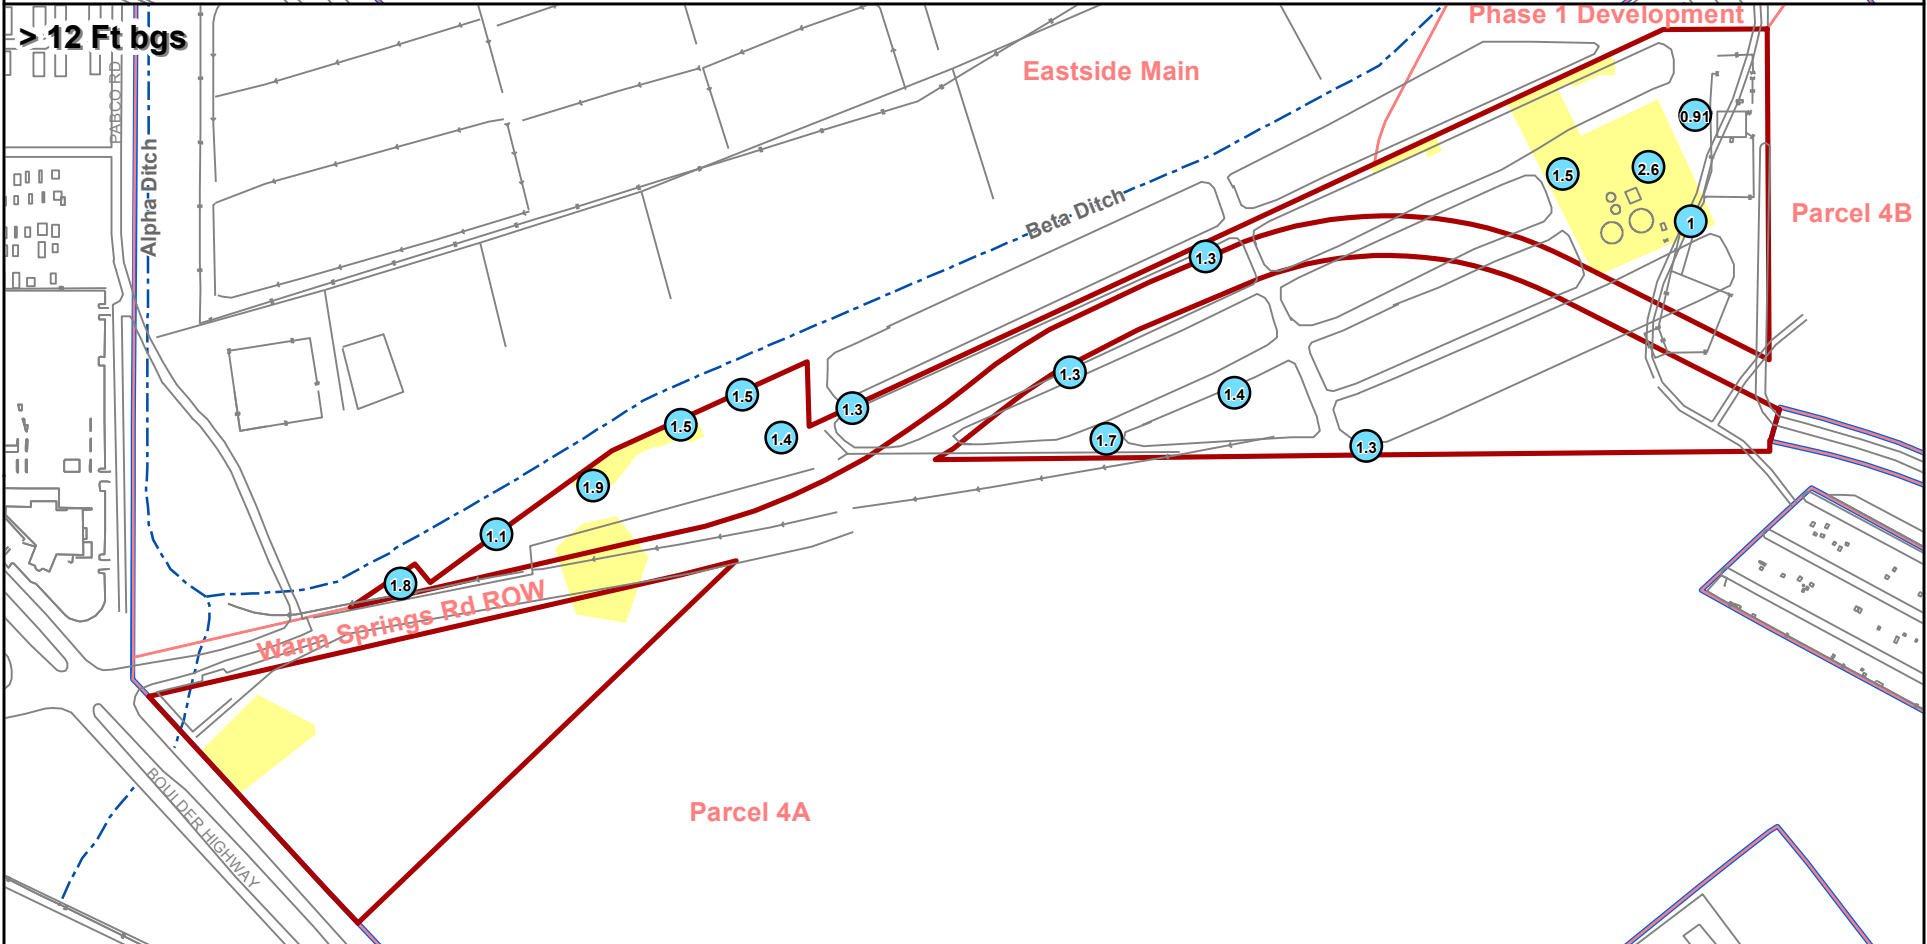 > 12 Ft bgs
Phase 1 Development
Eastside Main
PABCO RD
Alpha Ditch
Beta Ditch
Parcel 4B
0.91
1.5
2.6
1
1.3
1.3
1.4
1.5
1.3
1.5
1.4
1.7
1.3
1.9
1.1
1.8
Warm Springs Rd ROW
Parcel 4A
BOULDER HIGHWAY